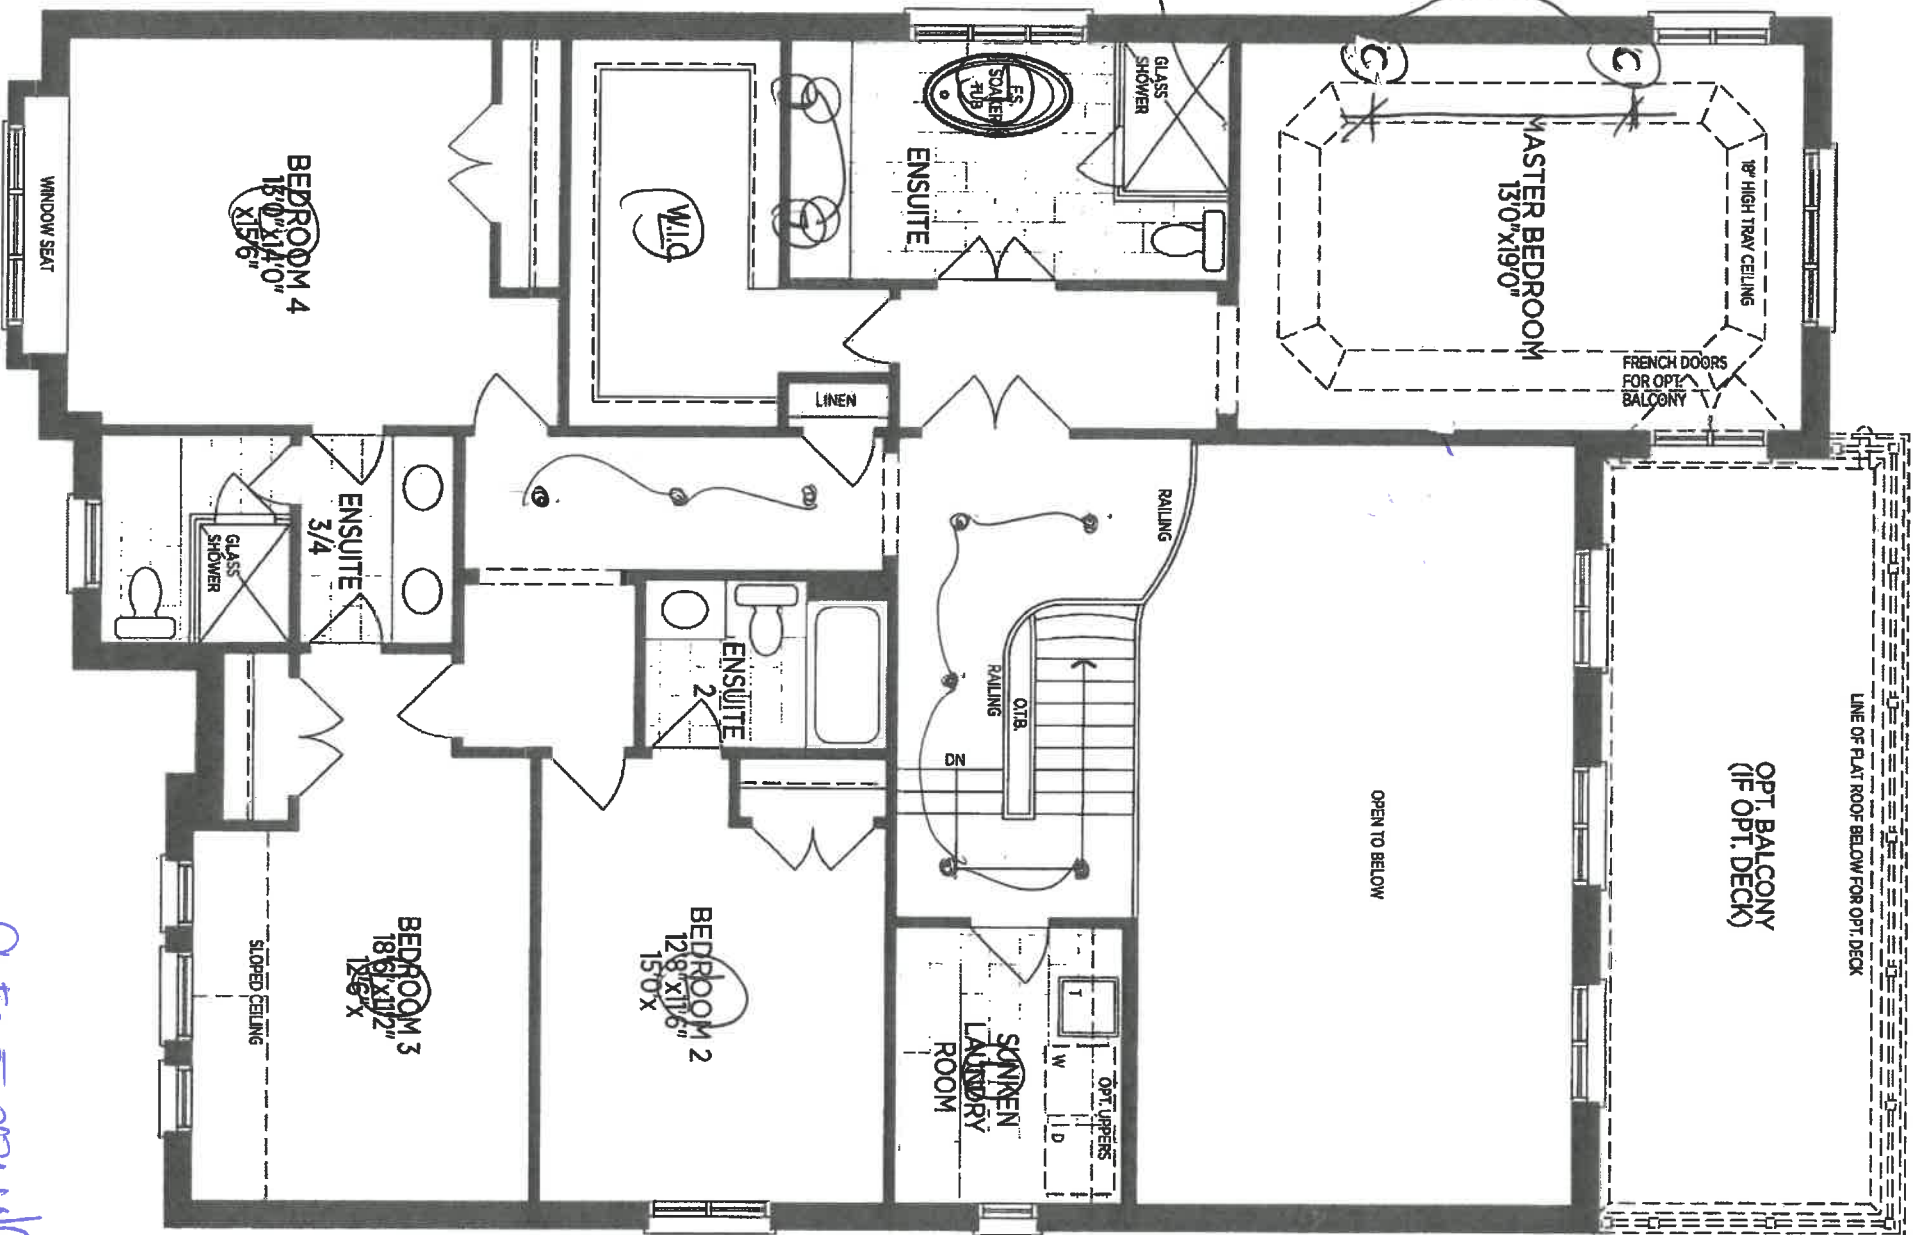 WINDOW SEAT
BEDROOM 4
13'0"x14'0"
x15'6"
W.I.C.
F.S.
SOAKER
TUB
GLASS
SHOWER
ENSUITE
C
C
MASTER BEDROOM
13'0"x19'0"
18" HIGH TRAY CEILING
FRENCH DOORS
FOR OPT.
BALCONY
LINEN
ENSUITE
3/4
GLASS
SHOWER
RAILING
RAILING
O.T.B.
DN
ENSUITE
2
OPEN TO BELOW
OPT. BALCONY
(IF OPT. DECK)
LINE OF FLAT ROOF BELOW FOR OPT. DECK
BEDROOM 3
18'6"x11'2"
12'6"x
SLOPED CEILING
BEDROOM 2
12'8"x11'6"
15'0"x
SUNKEN
LAUNDRY
ROOM
T
W
D
OPT. UPPERS